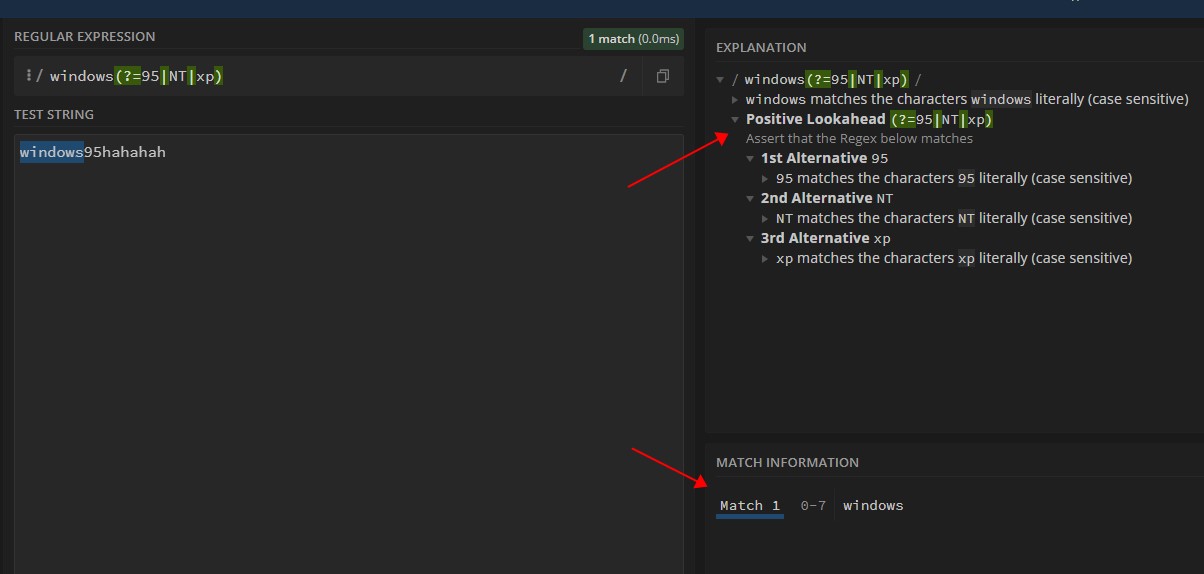 REGULAR EXPRESSION
1 match (0.0ms)
/ windows(?=95|NT|xp) /
TEST STRING
windows95hahahah
EXPLANATION
/ windows(?=95|NT|xp) /
windows matches the characters windows literally (case sensitive)
Positive Lookahead (?=95|NT|xp)
Assert that the Regex below matches
1st Alternative 95
95 matches the characters 95 literally (case sensitive)
2nd Alternative NT
NT matches the characters NT literally (case sensitive)
3rd Alternative xp
xp matches the characters xp literally (case sensitive)
MATCH INFORMATION
Match 1 0-7 windows